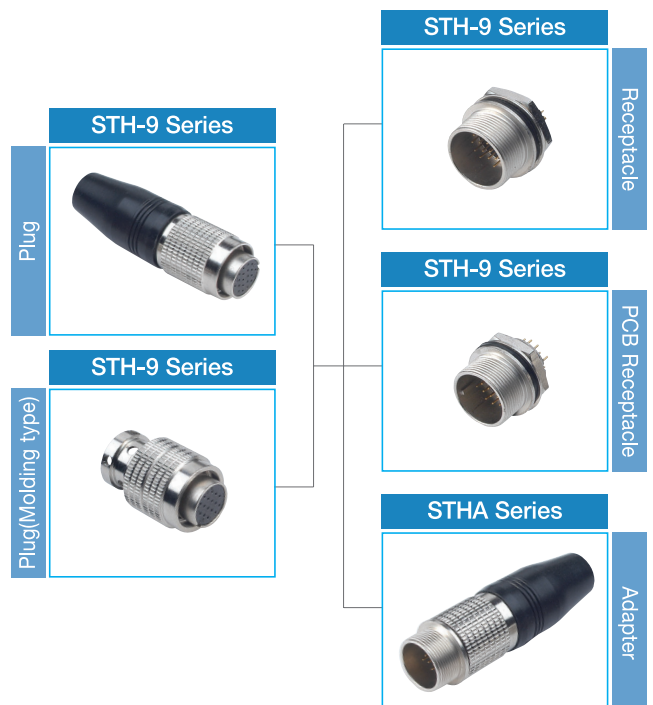 STH-9 Series
Plug
STH-9 Series
Plug(Molding type)
STH-9 Series
Receptacle
STH-9 Series
PCB Receptacle
STHA Series
Adapter